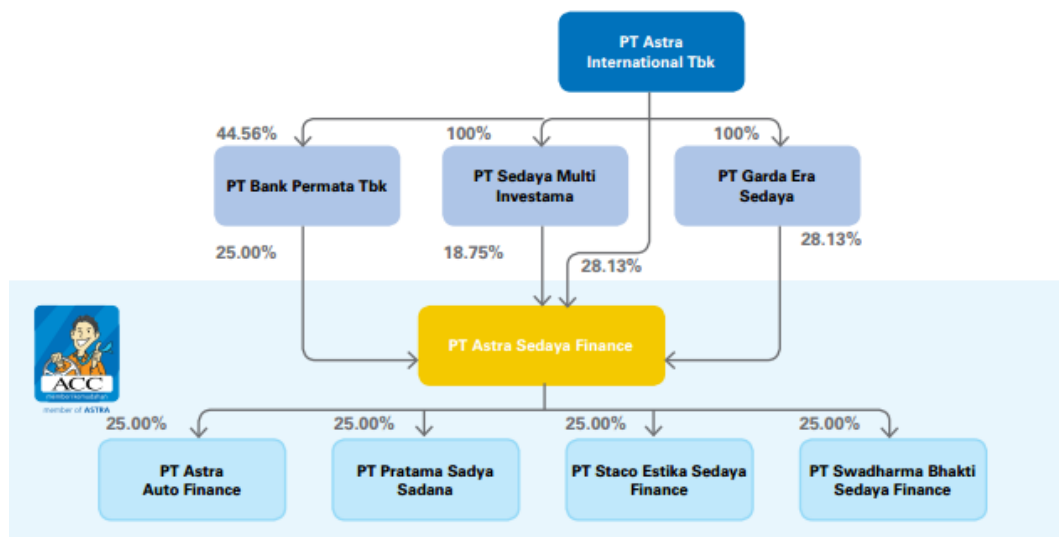 PT Astra
International Tbk
44.56%
100%
100%
PT Bank Permata Tbk
PT Sedaya Multi
Investama
PT Garda Era
Sedaya
25.00%
18.75%
28.13%
28.13%
PT Astra Sedaya Finance
ACC
memberikemudahan
member of ASTRA
25.00%
25.00%
25.00%
25.00%
PT Astra
Auto Finance
PT Pratama Sadya
Sadana
PT Staco Estika Sedaya
Finance
PT Swadharma Bhakti
Sedaya Finance